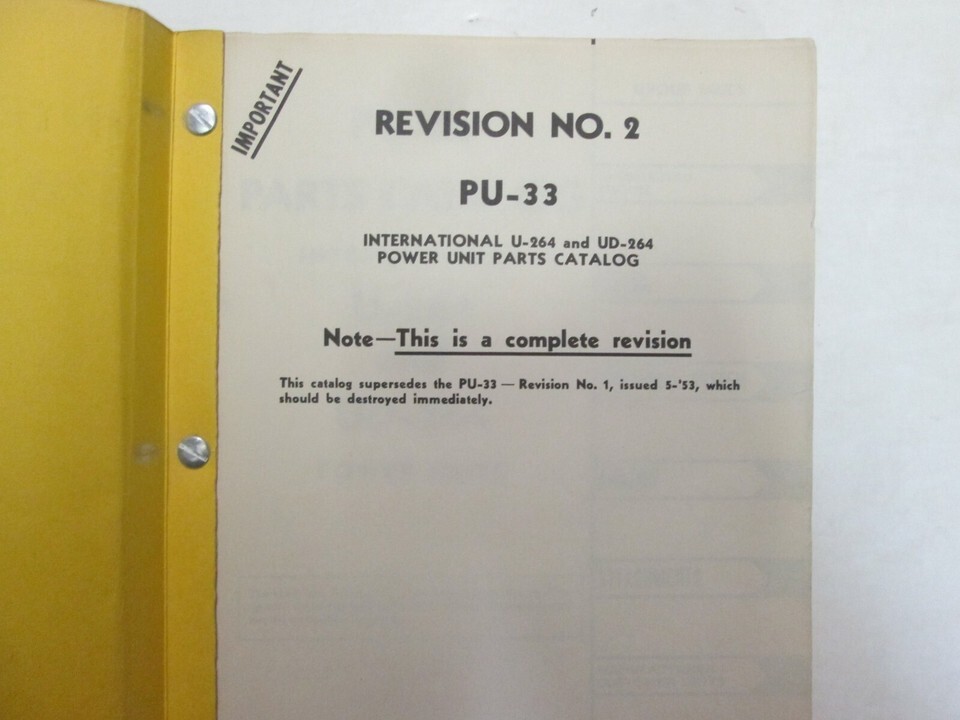 IMPORTANT
REVISION NO. 2
PU-33
INTERNATIONAL U-264 and UD-264
POWER UNIT PARTS CATALOG
Note—This is a complete revision
This catalog supersedes the PU-33 — Revision No. 1, issued 5-'53, which
should be destroyed immediately.